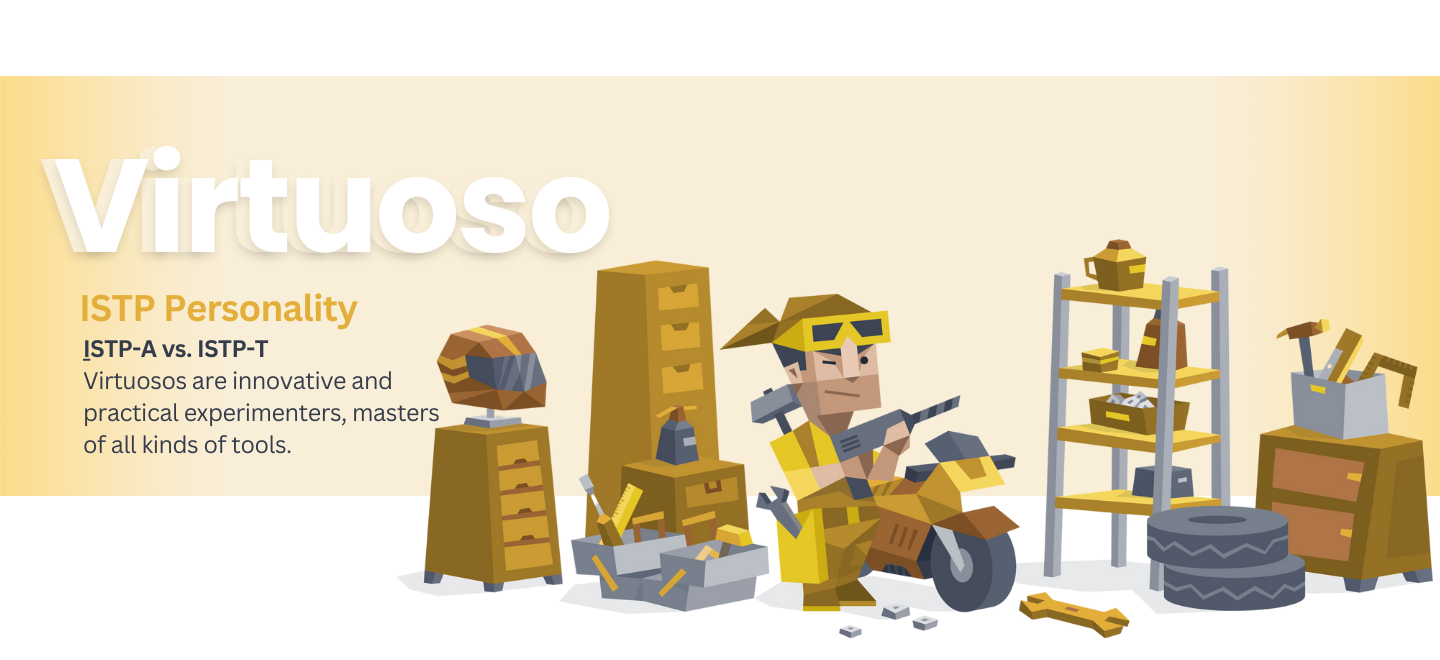 Virtuoso
ISTP Personality
ISTP-A vs. ISTP-T
Virtuosos are innovative and
practical experimenters, masters
of all kinds of tools.